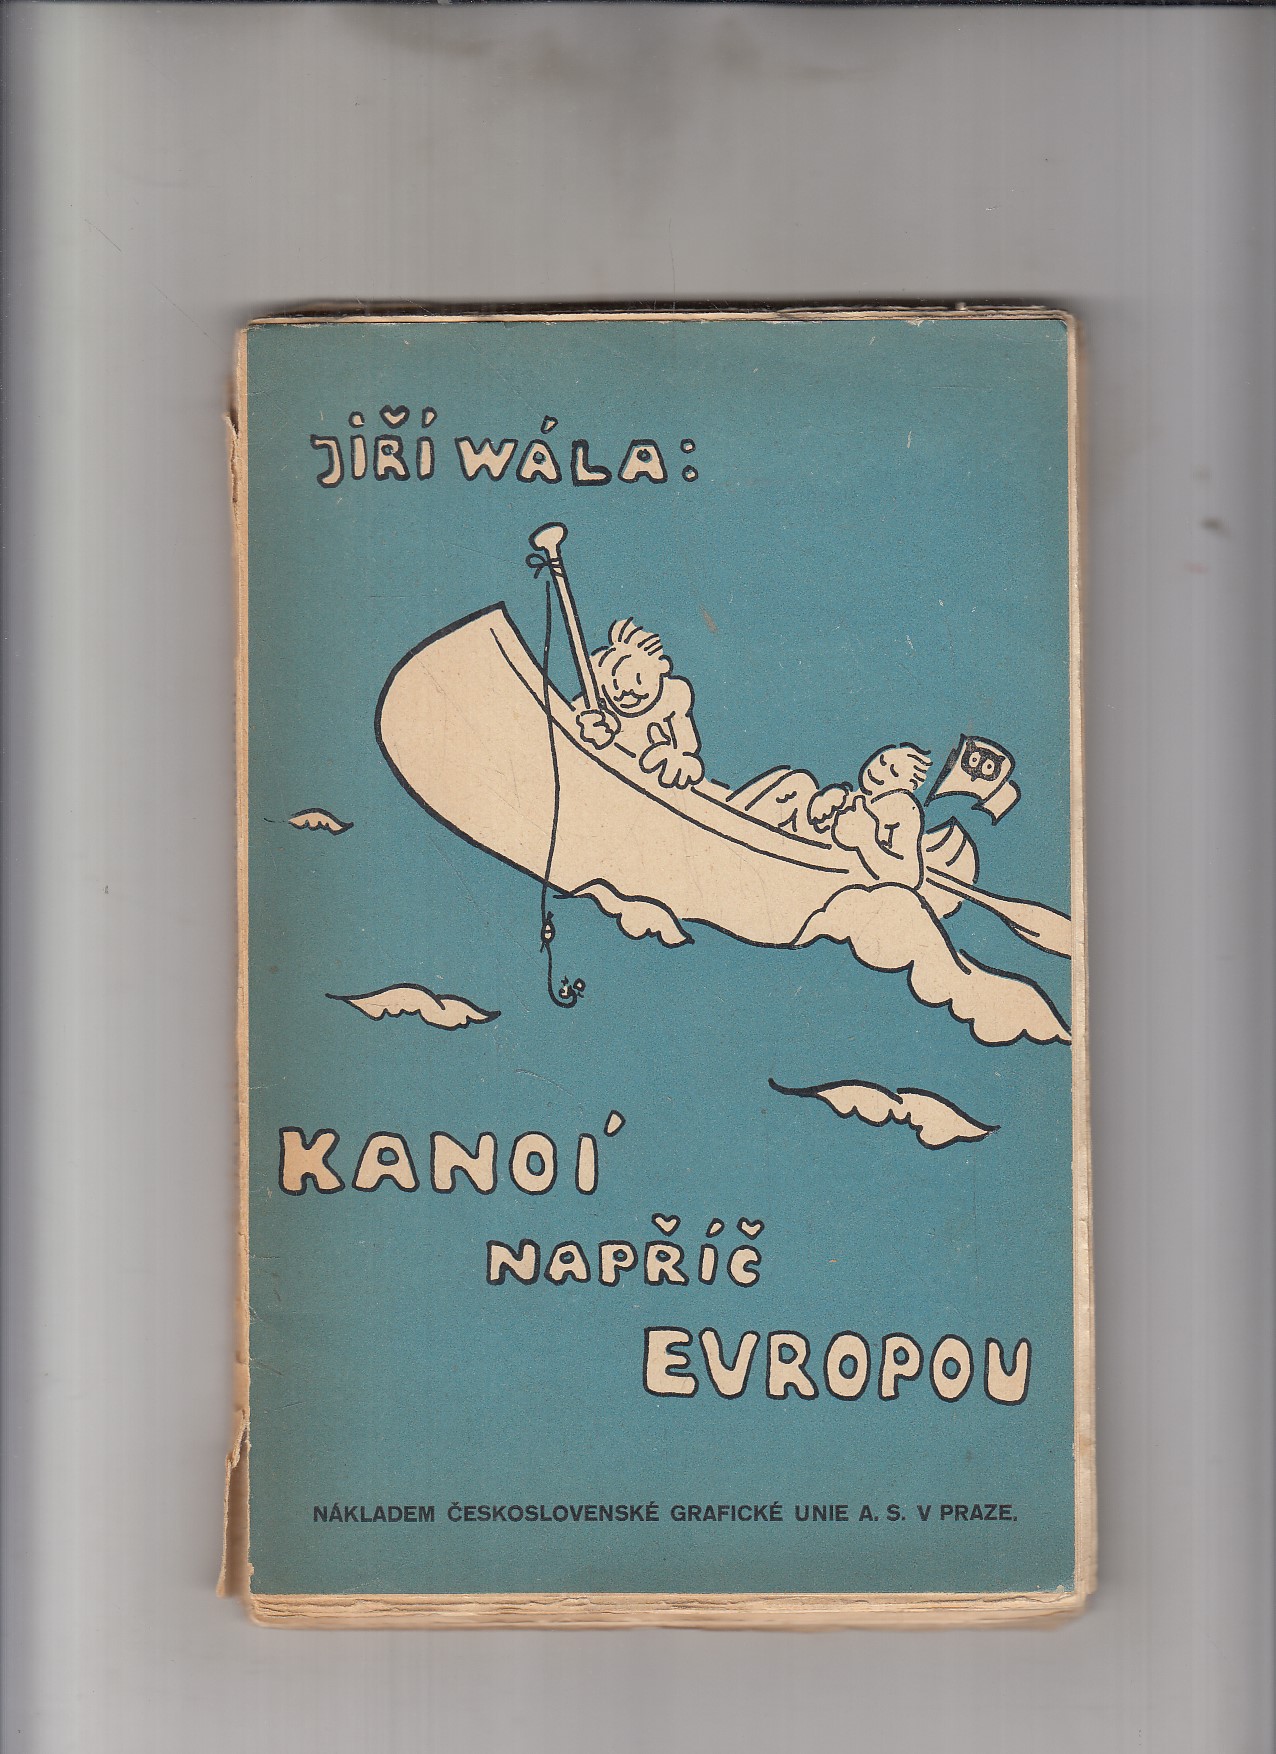 JIŘÍ WÁLA:
KANOÍ
NAPŘÍČ
EVROPOU
NÁKLADEM ČESKOSLOVENSKÉ GRAFICKÉ UNIE A. S. V PRAZE.